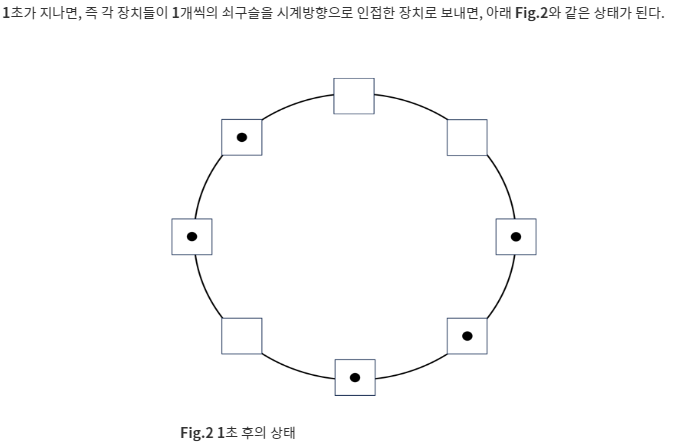 1초가 지나면, 즉 각 장치들이 1개씩의 쇠구슬을 시계방향으로 인접한 장치로 보내면, 아래 Fig.2와 같은 상태가 된다.
Fig.2 1초 후의 상태